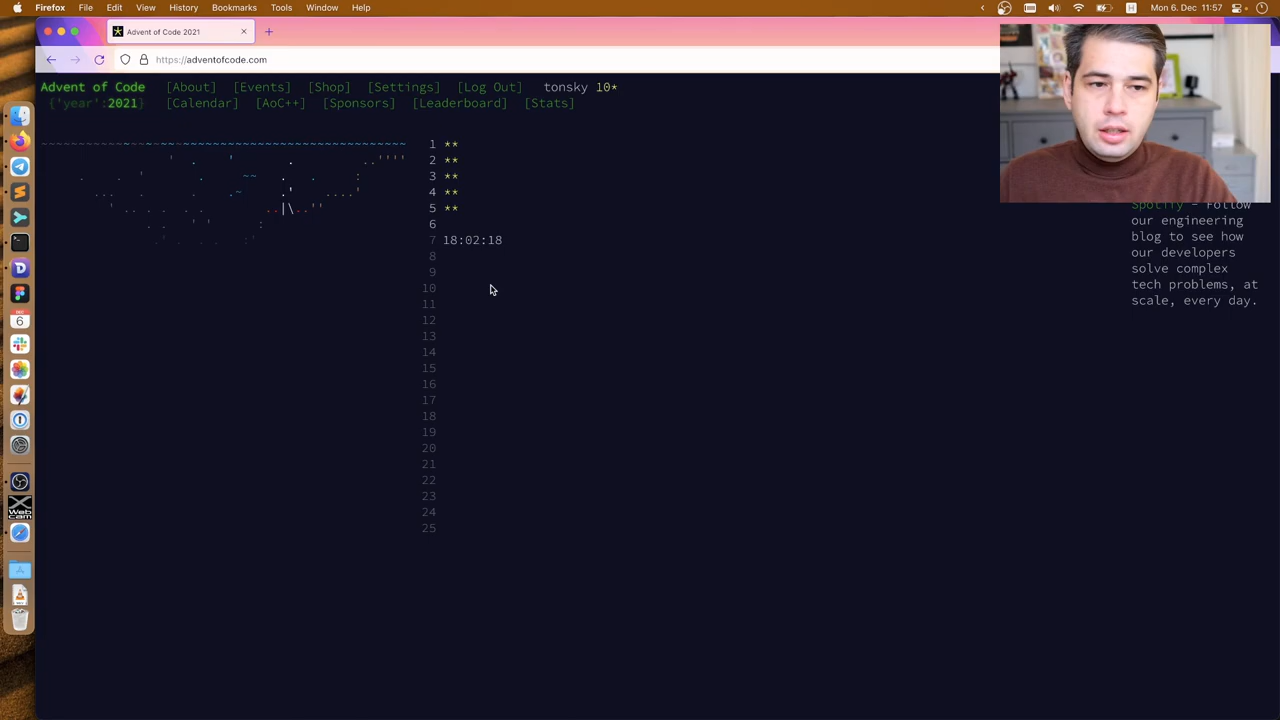 Firefox File Edit View History Bookmarks Tools Window Help Mon 6. Dec 11:57
Advent of Code 2021
https://adventofcode.com
Advent of Code [About] [Events] [Shop] [Settings] [Log Out] tonsky 10*
{'year':2021} [Calendar] [AoC++] [Sponsors] [Leaderboard] [Stats]
1 **
2 **
3 **
4 **
5 **
6
7 18:02:18
8
9
10
11
12
13
14
15
16
17
18
19
20
21
22
23
24
25
Spotify - Follow
our engineering
blog to see how
our developers
solve complex
tech problems, at
scale, every day.
DEC
6
Web
cam